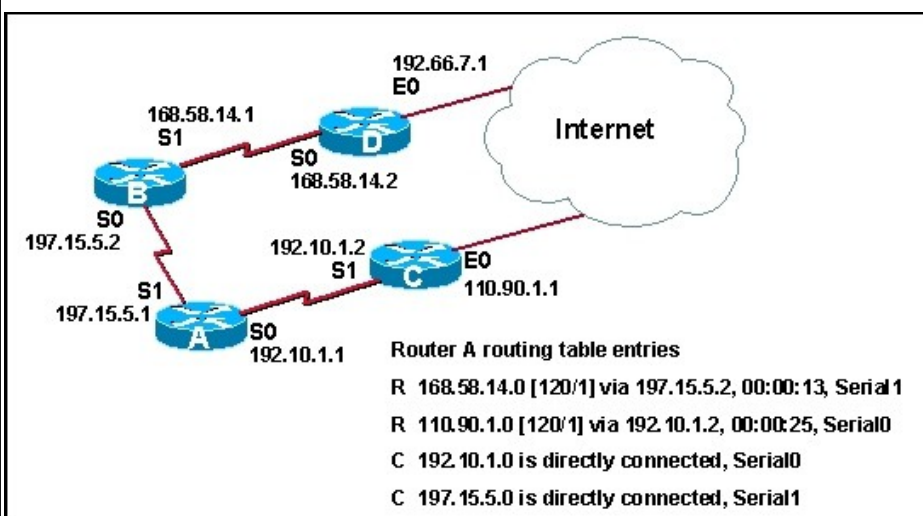 192.66.7.1
E0
168.58.14.1
S1
Internet
D
S0
168.58.14.2
B
S0
197.15.5.2
192.10.1.2
S1
C
E0
110.90.1.1
S1
197.15.5.1
A
S0
192.10.1.1
Router A routing table entries
R 168.58.14.0 [120/1] via 197.15.5.2, 00:00:13, Serial1
R 110.90.1.0 [120/1] via 192.10.1.2, 00:00:25, Serial0
C 192.10.1.0 is directly connected, Serial0
C 197.15.5.0 is directly connected, Serial1